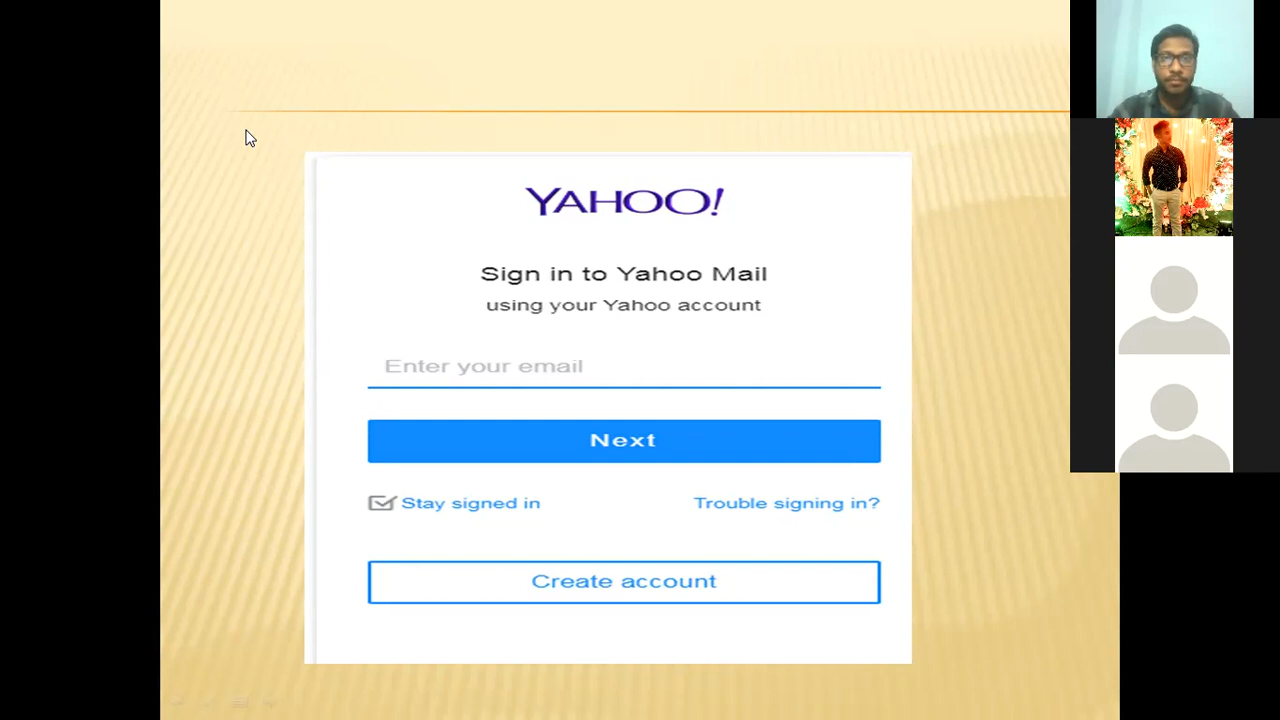 YAHOO!
Sign in to Yahoo Mail
using your Yahoo account
Enter your email
Next
Stay signed in
Trouble signing in?
Create account